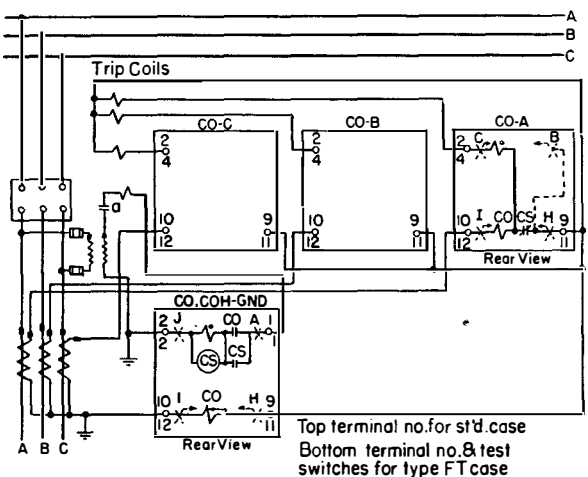 A
B
C
Trip Coils
CO-C
CO-B
CO-A
2
4
2
4
2
4
C
B
a
10
12
9
11
10
12
9
11
10
12
I
CO
CS
H
9
11
Rear View
CO.COH-GND
2
2
J
CO
A
1
1
CS
CS
10
12
I
CO
H
9
11
Rear View
A B C
Top terminal no.for st'd.case
Bottom terminal no.& test
switches for type FT case